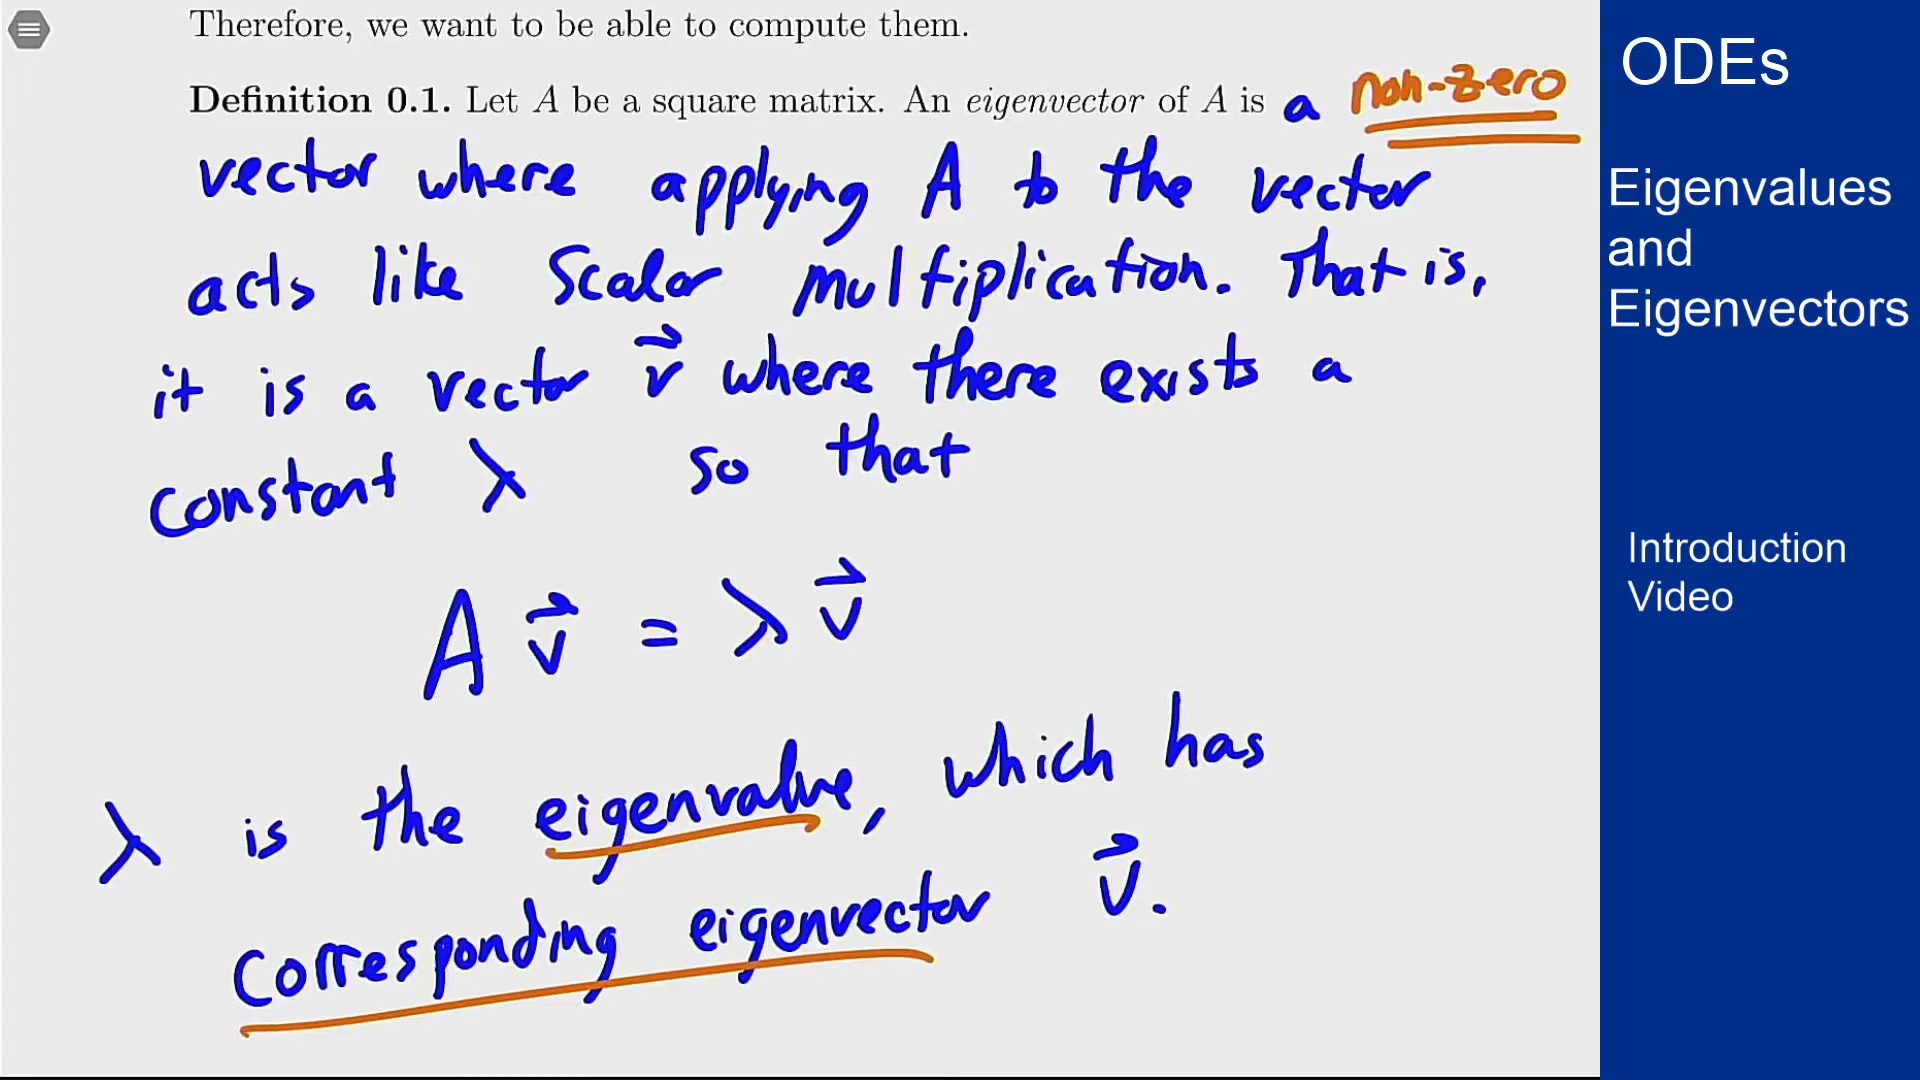 Therefore, we want to be able to compute them.
Definition 0.1. Let A be a square matrix. An eigenvector of A is a non-zero
vector where applying A to the vector
acts like scalar multiplication. That is,
it is a vector v⃗ where there exists a
constant λ so that
A v⃗ = λ v⃗
λ is the eigenvalue, which has
corresponding eigenvector v⃗.
ODEs
Eigenvalues
and
Eigenvectors
Introduction
Video